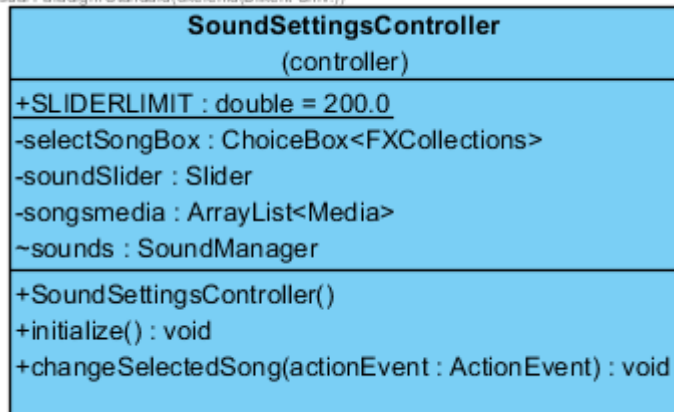 SoundSettingsController
(controller)
+SLIDERLIMIT : double = 200.0
-selectSongBox : ChoiceBox<FXCollections>
-soundSlider : Slider
-songsmedia : ArrayList<Media>
~sounds : SoundManager
+SoundSettingsController()
+initialize() : void
+changeSelectedSong(actionEvent : ActionEvent) : void